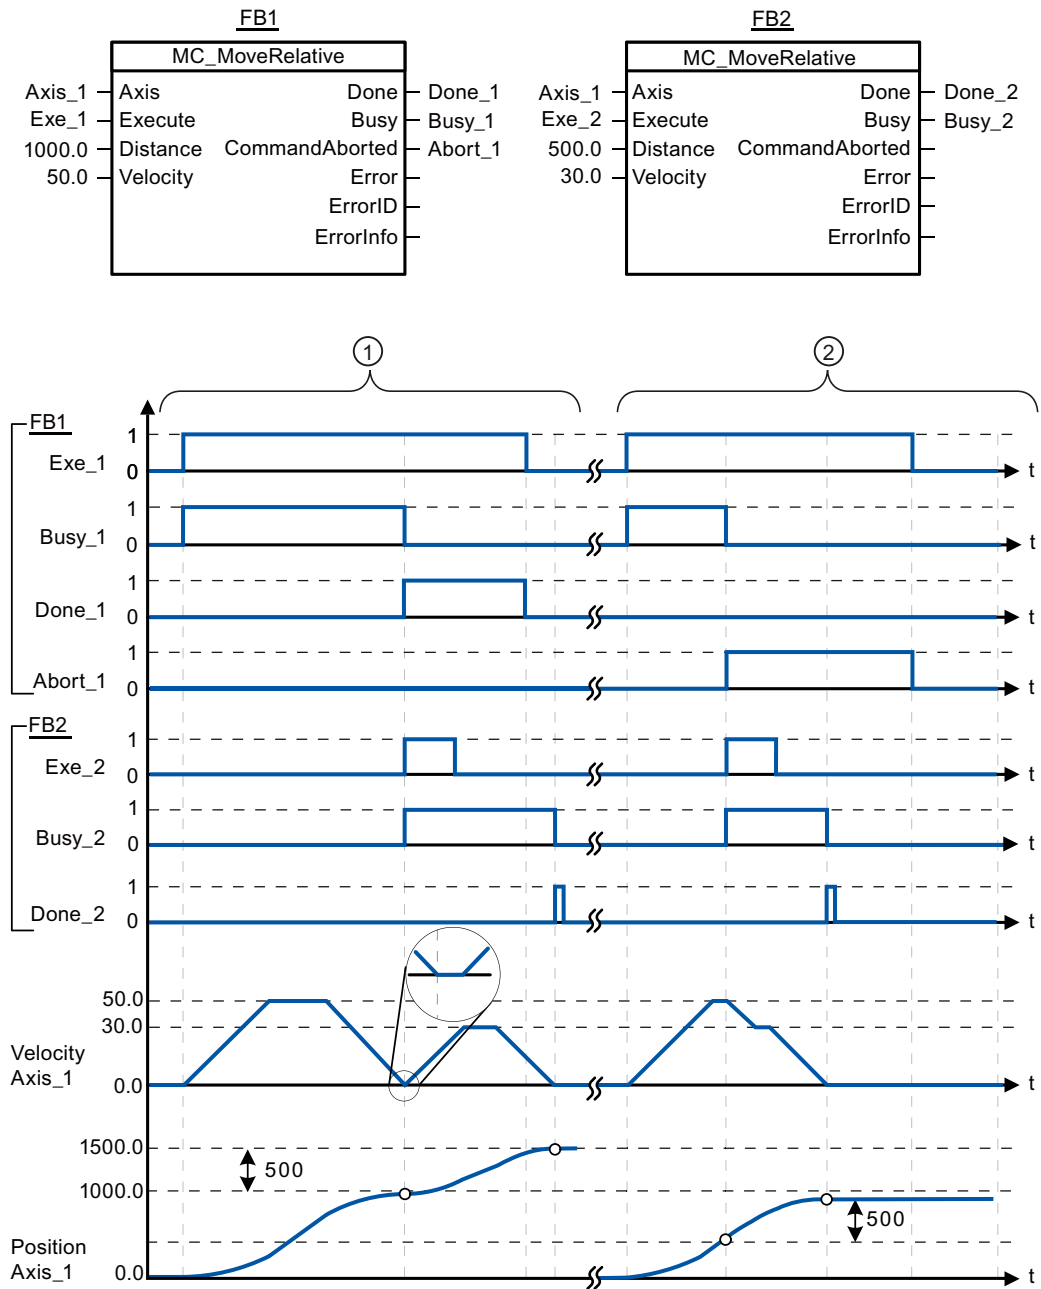 FB1
FB2
MC_MoveRelative
MC_MoveRelative
Axis_1 Axis Done Done_1
Exe_1 Execute Busy Busy_1
1000.0 Distance CommandAborted Abort_1
50.0 Velocity Error
ErrorID
ErrorInfo
Axis_1 Axis Done Done_2
Exe_2 Execute Busy Busy_2
500.0 Distance CommandAborted
30.0 Velocity Error
ErrorID
ErrorInfo
1 2
FB1
1
Exe_1 0 t
1
Busy_1 0 t
1
Done_1 0 t
1
Abort_1 0 t
FB2
1
Exe_2 0 t
1
Busy_2 0 t
1
Done_2 0 t
50.0
30.0
Velocity
Axis_1 0.0 t
1500.0
500
1000.0
500
Position
Axis_1 0.0 t